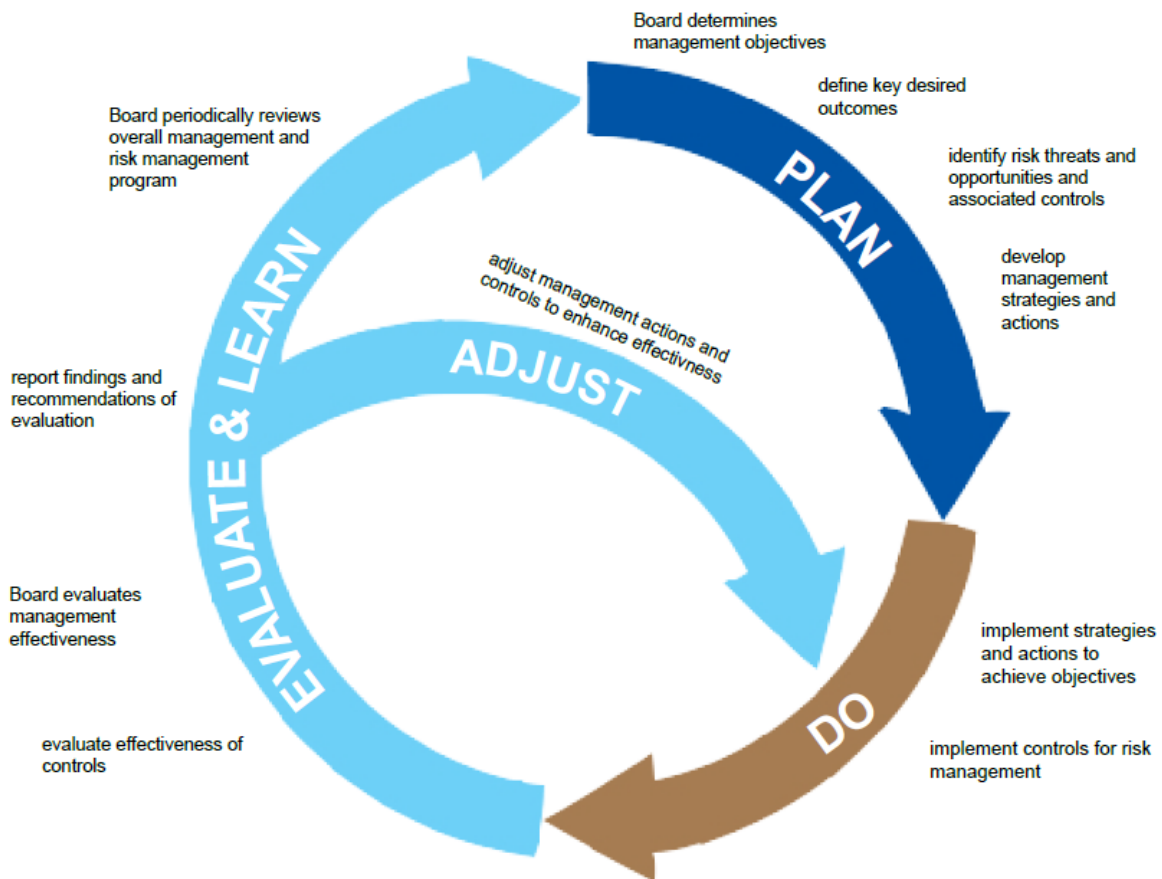 Board determines
management objectives
define key desired
outcomes
identify risk threats and
opportunities and
associated controls
develop
management
strategies and
actions
PLAN
implement strategies
and actions to
achieve objectives
implement controls for risk
management
DO
evaluate effectiveness of
controls
Board evaluates
management
effectiveness
report findings and
recommendations of
evaluation
Board periodically reviews
overall management and
risk management
program
EVALUATE & LEARN
adjust management actions and
controls to enhance effectivness
ADJUST